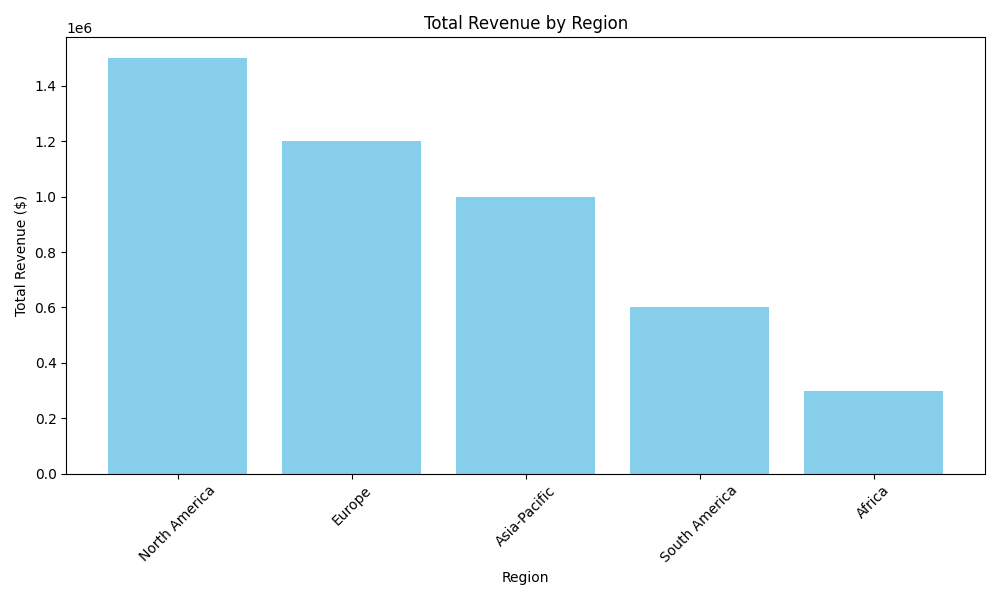 Total Revenue by Region
1e6
Total Revenue ($)
1.4
1.2
1.0
0.8
0.6
0.4
0.2
0.0
North America
Europe
Asia-Pacific
South America
Africa
Region